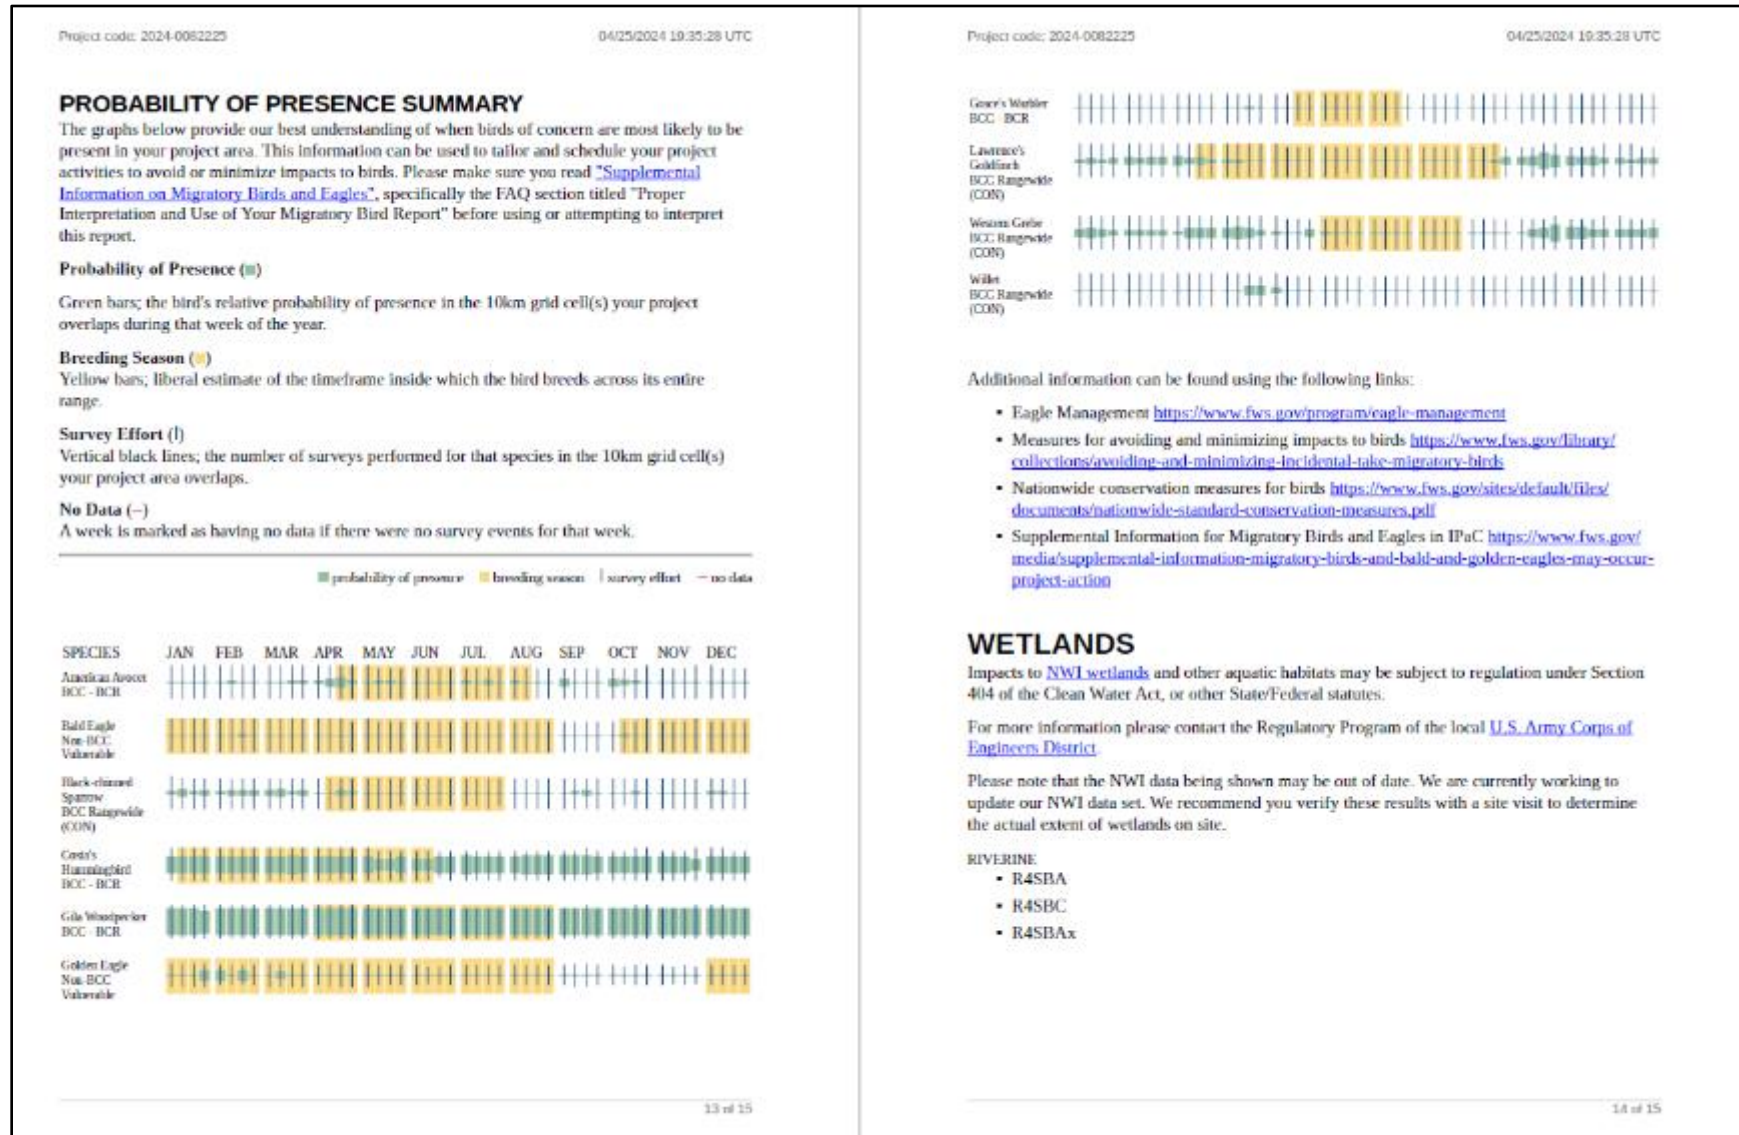 Project code: 2024-0082225
04/25/2024 19:35:28 UTC
PROBABILITY OF PRESENCE SUMMARY
The graphs below provide our best understanding of when birds of concern are most likely to be
present in your project area. This information can be used to tailor and schedule your project
activities to avoid or minimize impacts to birds. Please make sure you read "Supplemental
Information on Migratory Birds and Eagles", specifically the FAQ section titled "Proper
Interpretation and Use of Your Migratory Bird Report" before using or attempting to interpret
this report.
Probability of Presence (■)
Green bars; the bird's relative probability of presence in the 10km grid cell(s) your project
overlaps during that week of the year.
Breeding Season (■)
Yellow bars; liberal estimate of the timeframe inside which the bird breeds across its entire
range.
Survey Effort (|)
Vertical black lines; the number of surveys performed for that species in the 10km grid cell(s)
your project area overlaps.
No Data (–)
A week is marked as having no data if there were no survey events for that week.
■ probability of presence ■ breeding season | survey effort – no data
SPECIES JAN FEB MAR APR MAY JUN JUL AUG SEP OCT NOV DEC
American Avocet
BCC - BCR
Bald Eagle
Non-BCC
Vulnerable
Black-chinned
Sparrow
BCC Rangewide
(CON)
Costa's
Hummingbird
BCC - BCR
Gila Woodpecker
BCC - BCR
Golden Eagle
Non-BCC
Vulnerable
13 of 15
Project code: 2024-0082225
04/25/2024 19:35:28 UTC
Grace's Warbler
BCC - BCR
Lawrence's
Goldfinch
BCC Rangewide
(CON)
Western Grebe
BCC Rangewide
(CON)
Willet
BCC Rangewide
(CON)
Additional information can be found using the following links:
▪ Eagle Management https://www.fws.gov/program/eagle-management
▪ Measures for avoiding and minimizing impacts to birds https://www.fws.gov/library/
collections/avoiding-and-minimizing-incidental-take-migratory-birds
▪ Nationwide conservation measures for birds https://www.fws.gov/sites/default/files/
documents/nationwide-standard-conservation-measures.pdf
▪ Supplemental Information for Migratory Birds and Eagles in IPaC https://www.fws.gov/
media/supplemental-information-migratory-birds-and-bald-and-golden-eagles-may-occur-
project-action
WETLANDS
Impacts to NWI wetlands and other aquatic habitats may be subject to regulation under Section
404 of the Clean Water Act, or other State/Federal statutes.
For more information please contact the Regulatory Program of the local U.S. Army Corps of
Engineers District.
Please note that the NWI data being shown may be out of date. We are currently working to
update our NWI data set. We recommend you verify these results with a site visit to determine
the actual extent of wetlands on site.
RIVERINE
▪ R4SBA
▪ R4SBC
▪ R4SBAx
14 of 15